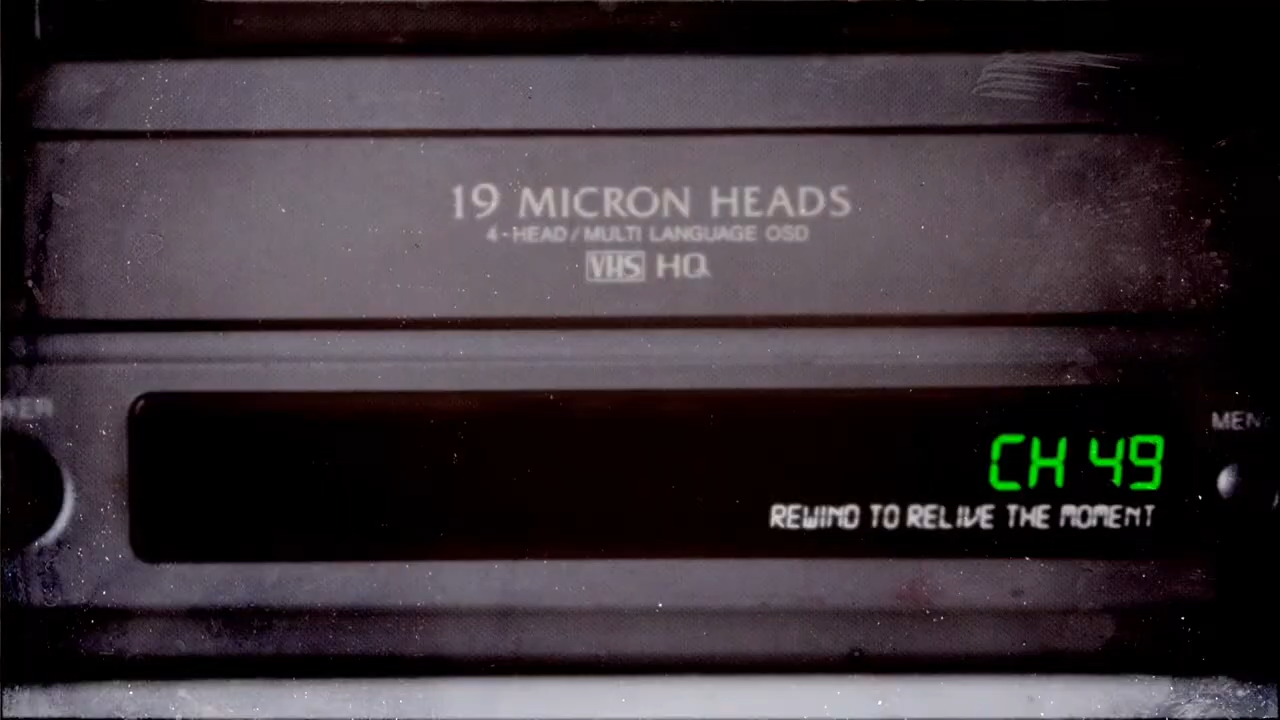 19 MICRON HEADS
4-HEAD/MULTI LANGUAGE OSD
VHS HQ
CH 49
REWIND TO RELIVE THE MOMENT